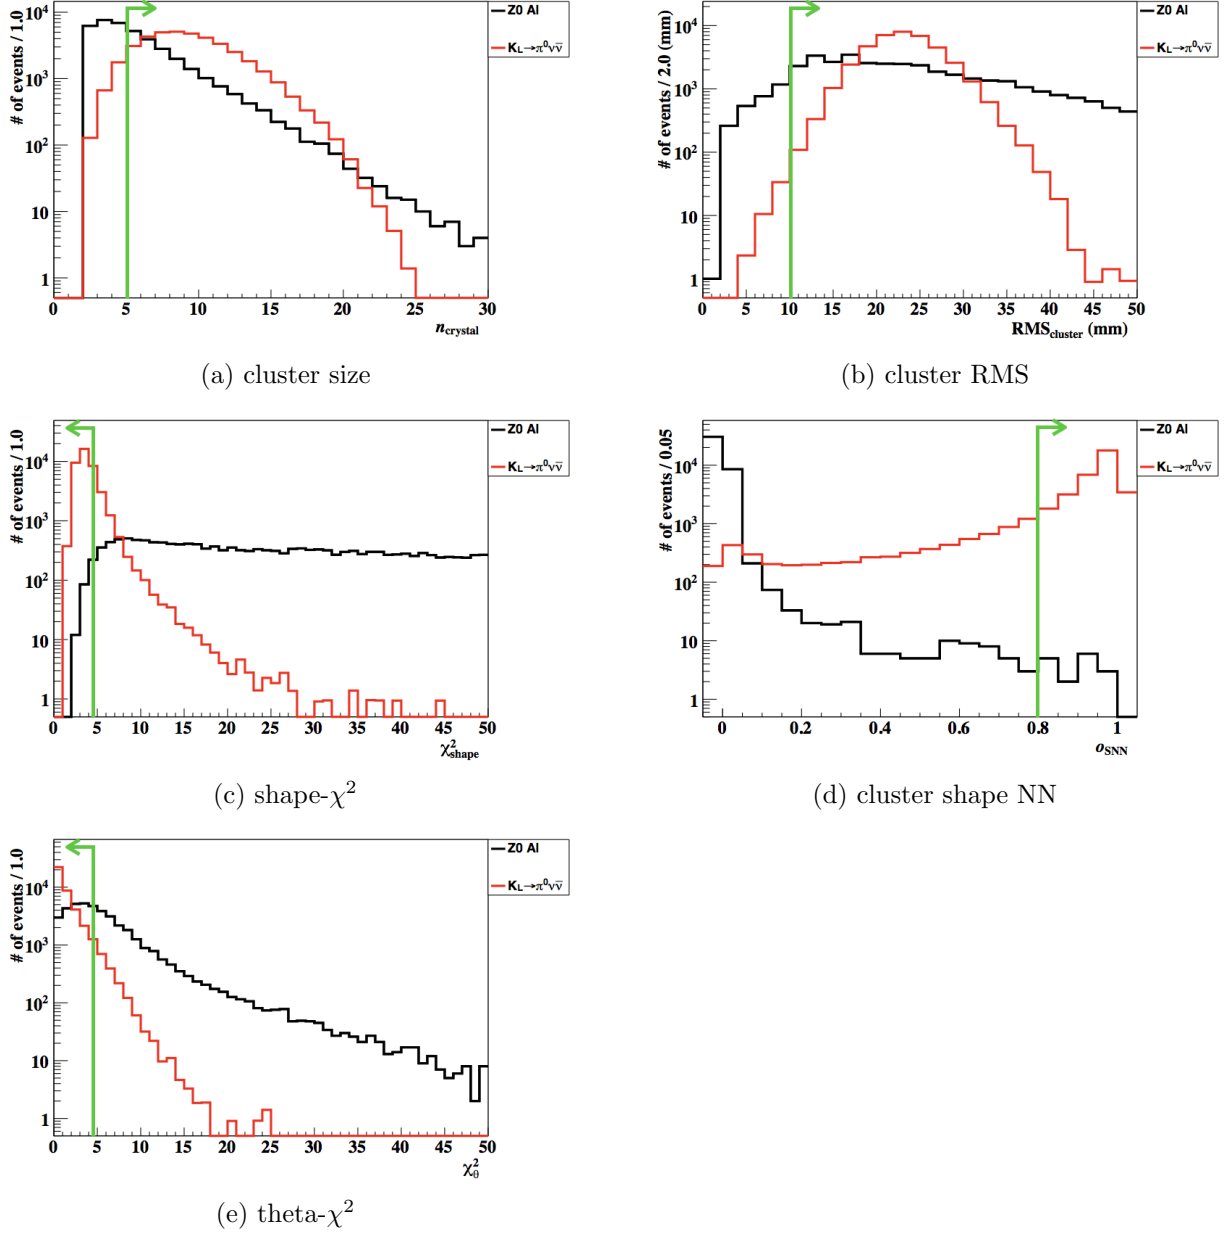 # of events / 1.0
10⁴
10³
10²
10
1
0 5 10 15 20 25 30
n_crystal
Z0 Al
K_L→π⁰νν̄
(a) cluster size
# of events / 2.0 (mm)
10⁴
10³
10²
10
1
0 5 10 15 20 25 30 35 40 45 50
RMS_cluster (mm)
Z0 Al
K_L→π⁰νν̄
(b) cluster RMS
# of events / 1.0
10⁴
10³
10²
10
1
0 5 10 15 20 25 30 35 40 45 50
χ²_shape
Z0 Al
K_L→π⁰νν̄
(c) shape-χ²
# of events / 0.05
10⁴
10³
10²
10
1
0 0.2 0.4 0.6 0.8 1
o_SNN
Z0 Al
K_L→π⁰νν̄
(d) cluster shape NN
# of events / 1.0
10⁴
10³
10²
10
1
0 5 10 15 20 25 30 35 40 45 50
χ²_θ
Z0 Al
K_L→π⁰νν̄
(e) theta-χ²